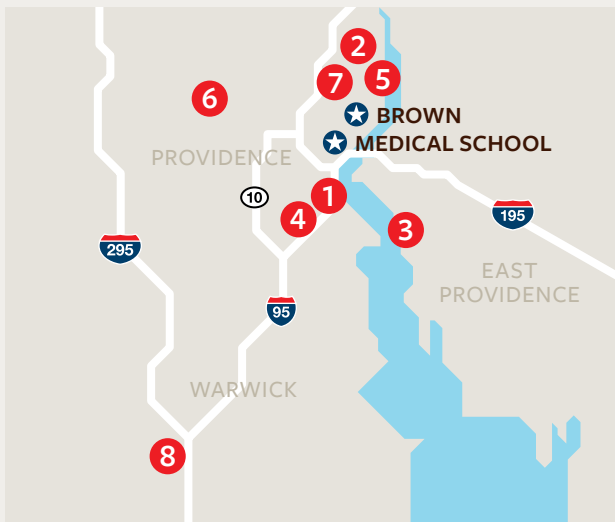 2
7
5
6
BROWN
MEDICAL SCHOOL
PROVIDENCE
10
1
4
3
195
295
EAST
PROVIDENCE
95
WARWICK
8